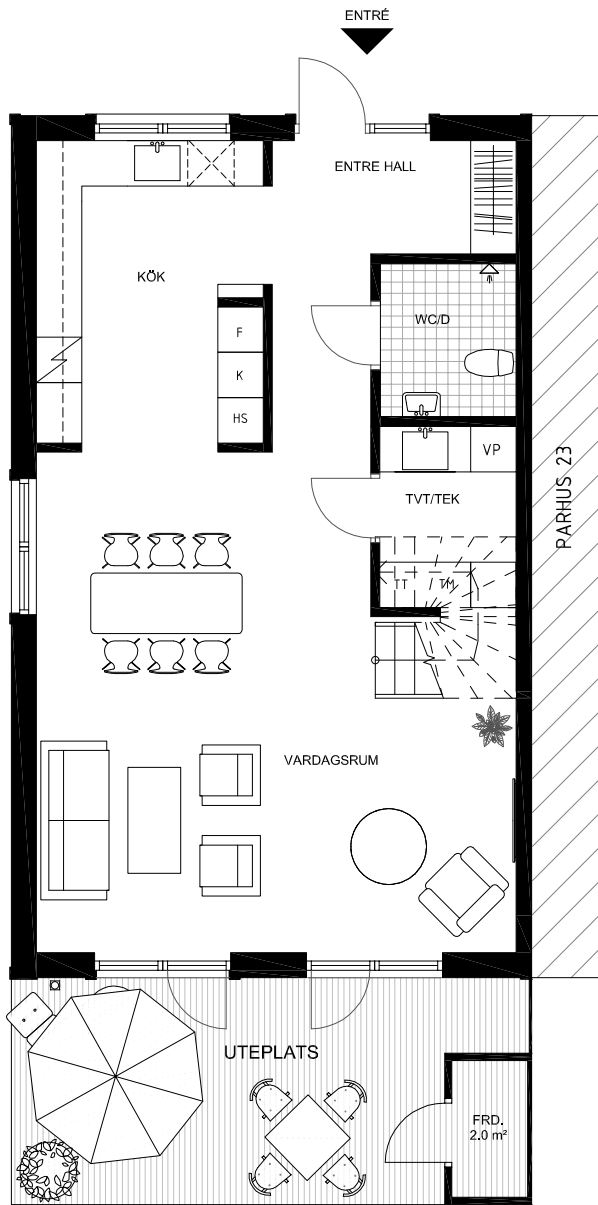 ENTRÉ
ENTRE HALL
KÖK
WC/D
F
K
HS
VP
TVT/TEK
PARHUS 23
TT TM
VARDAGSRUM
UTEPLATS
FRD.
2.0 m²